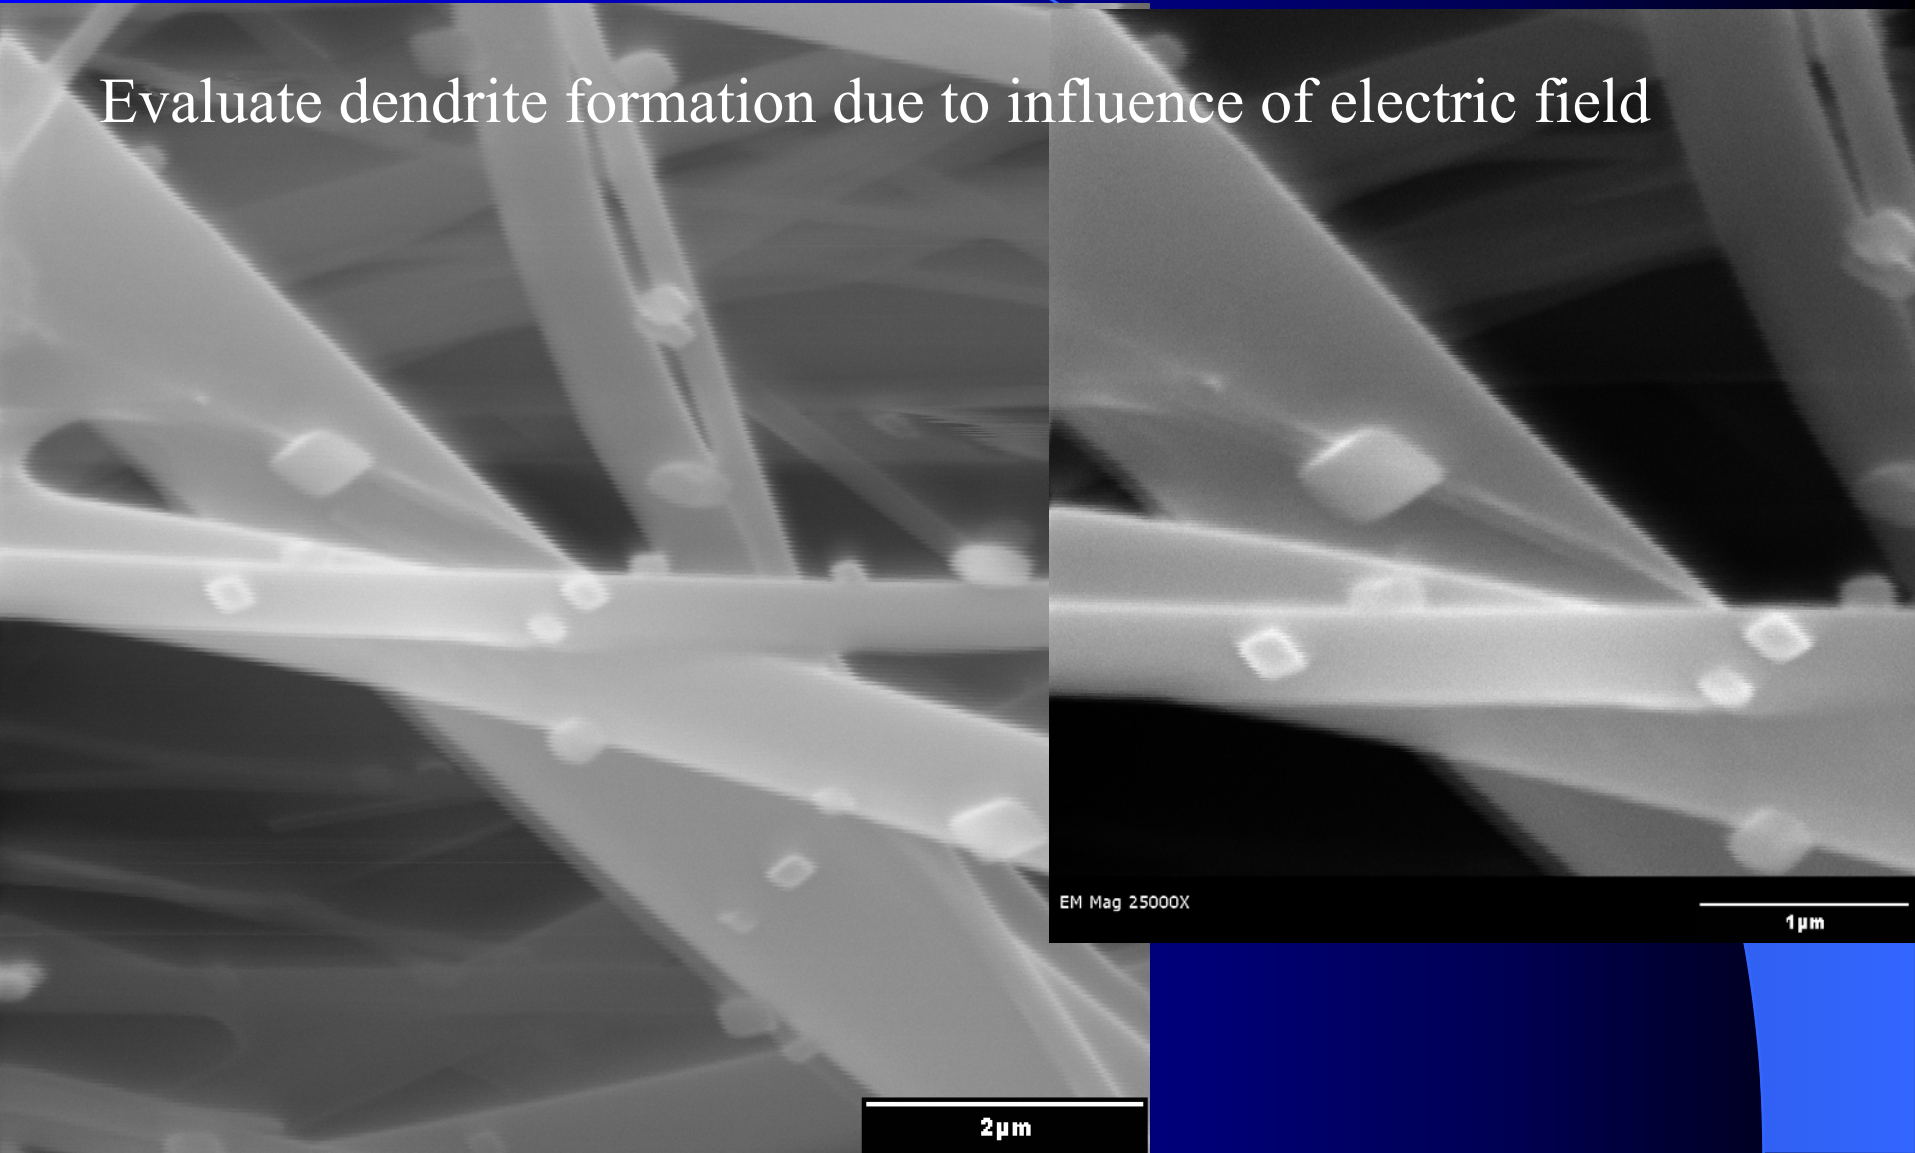 Evaluate dendrite formation due to influence of electric field
EM Mag 25000X
1μm
2μm